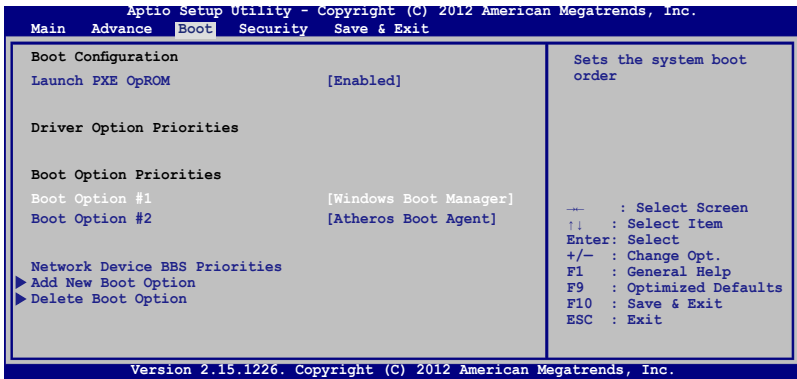 Aptio Setup Utility - Copyright (C) 2012 American Megatrends, Inc.
Main Advance Boot Security Save & Exit
Boot Configuration
Launch PXE OpROM [Enabled]
Driver Option Priorities
Boot Option Priorities
Boot Option #1 [Windows Boot Manager]
Boot Option #2 [Atheros Boot Agent]
Network Device BBS Priorities
Add New Boot Option
Delete Boot Option
Sets the system boot
order
→← : Select Screen
↑↓ : Select Item
Enter: Select
+/— : Change Opt.
F1 : General Help
F9 : Optimized Defaults
F10 : Save & Exit
ESC : Exit
Version 2.15.1226. Copyright (C) 2012 American Megatrends, Inc.